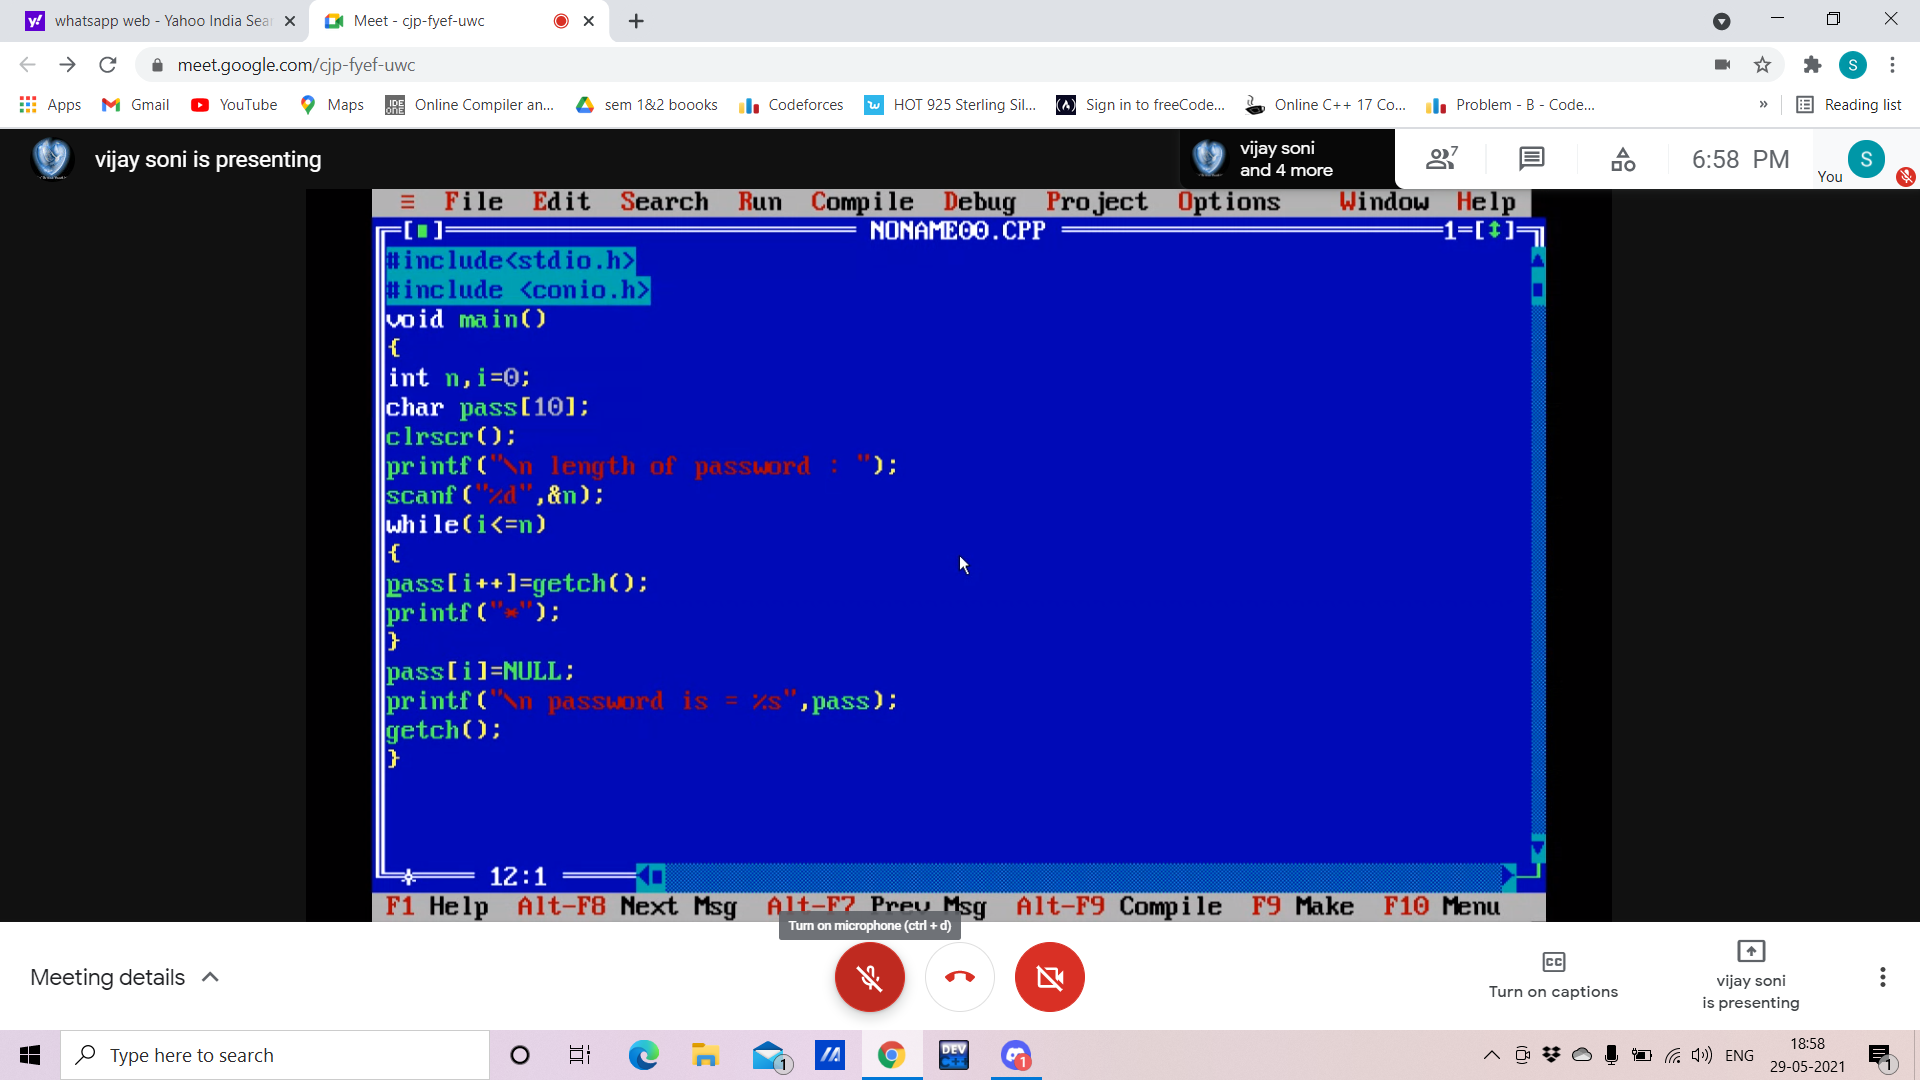 whatsapp web - Yahoo India Sear
Meet - cjp-fyef-uwc
meet.google.com/cjp-fyef-uwc
S
Apps
Gmail
YouTube
Maps
IDE ONE
Online Compiler an...
sem 1&2 boooks
Codeforces
HOT 925 Sterling Sil...
Sign in to freeCode...
Online C++ 17 Co...
Problem - B - Code...
»
Reading list
vijay soni is presenting
vijay soni
and 4 more
7
6:58 PM
You
S
≡ File Edit Search Run Compile Debug Project Options Window Help
NONAME00.CPP
1
#include<stdio.h>
#include <conio.h>
void main()
{
int n,i=0;
char pass[10];
clrscr();
printf("\n length of password : ");
scanf("%d",&n);
while(i<=n)
{
pass[i++]=getch();
printf("*");
}
pass[i]=NULL;
printf("\n password is = %s",pass);
getch();
}
12:1
F1 Help Alt-F8 Next Msg Alt-F7 Prev Msg Alt-F9 Compile F9 Make F10 Menu
Turn on microphone (ctrl + d)
Meeting details
CC
Turn on captions
vijay soni
is presenting
Type here to search
1
DEV
C++
1
ENG
18:58
29-05-2021
1